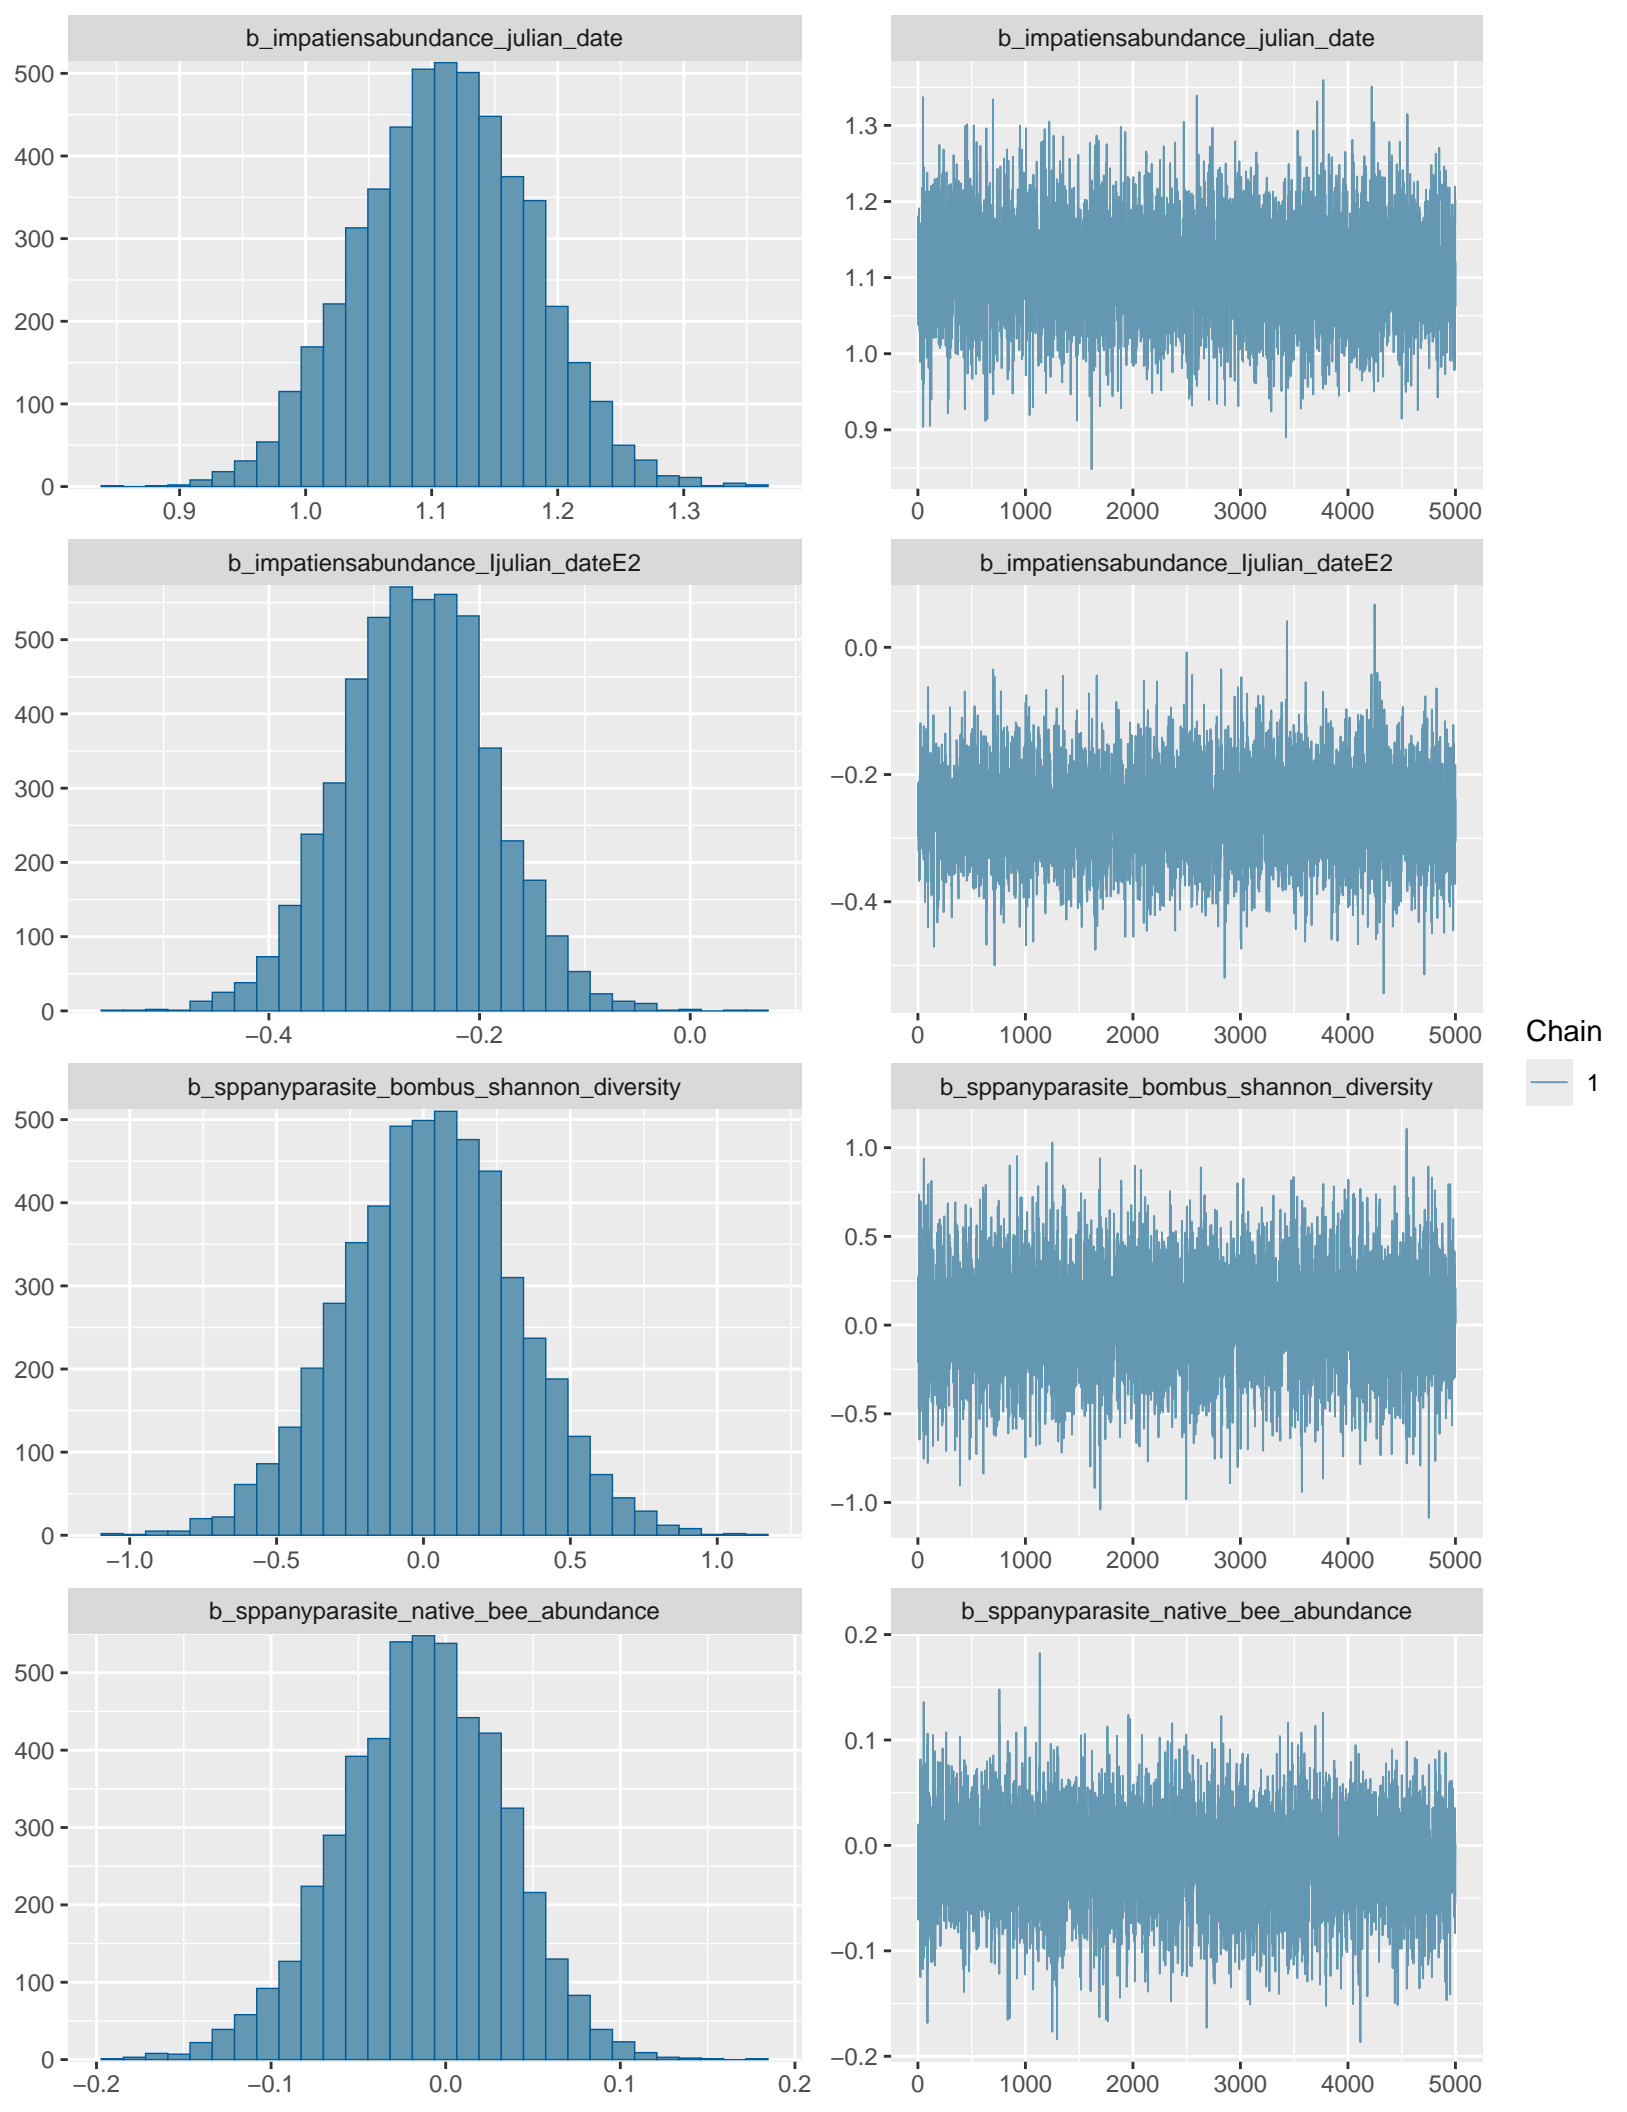 b_impatiensabundance_julian_date
500
400
300
200
100
0
0.9 1.0 1.1 1.2 1.3
b_impatiensabundance_julian_date
1.3
1.2
1.1
1.0
0.9
0 1000 2000 3000 4000 5000
b_impatiensabundance_Ijulian_dateE2
500
400
300
200
100
0
−0.4 −0.2 0.0
b_impatiensabundance_Ijulian_dateE2
0.0
−0.2
−0.4
0 1000 2000 3000 4000 5000
b_sppanyparasite_bombus_shannon_diversity
500
400
300
200
100
0
−1.0 −0.5 0.0 0.5 1.0
b_sppanyparasite_bombus_shannon_diversity
1.0
0.5
0.0
−0.5
−1.0
0 1000 2000 3000 4000 5000
b_sppanyparasite_native_bee_abundance
500
400
300
200
100
0
−0.2 −0.1 0.0 0.1 0.2
b_sppanyparasite_native_bee_abundance
0.2
0.1
0.0
−0.1
−0.2
0 1000 2000 3000 4000 5000
Chain
1